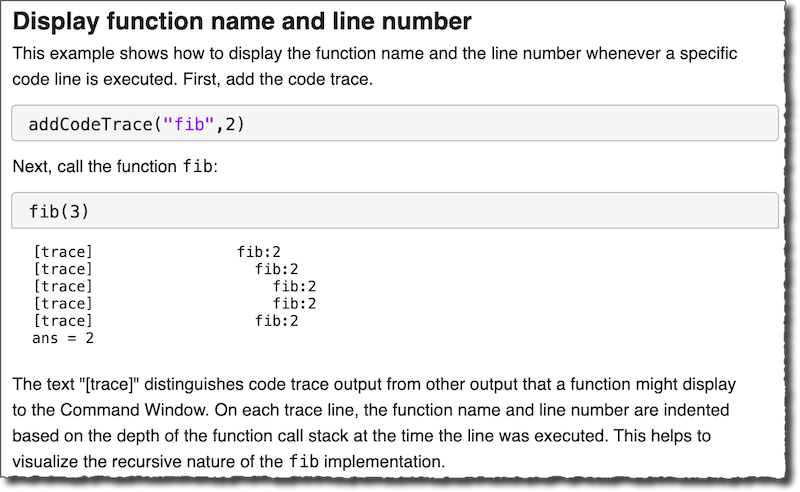 Display function name and line number
This example shows how to display the function name and the line number whenever a specific
code line is executed. First, add the code trace.
addCodeTrace("fib",2)
Next, call the function fib:
fib(3)
[trace]                fib:2
[trace]                  fib:2
[trace]                    fib:2
[trace]                    fib:2
[trace]                  fib:2
ans = 2
The text "[trace]" distinguishes code trace output from other output that a function might display
to the Command Window. On each trace line, the function name and line number are indented
based on the depth of the function call stack at the time the line was executed. This helps to
visualize the recursive nature of the fib implementation.